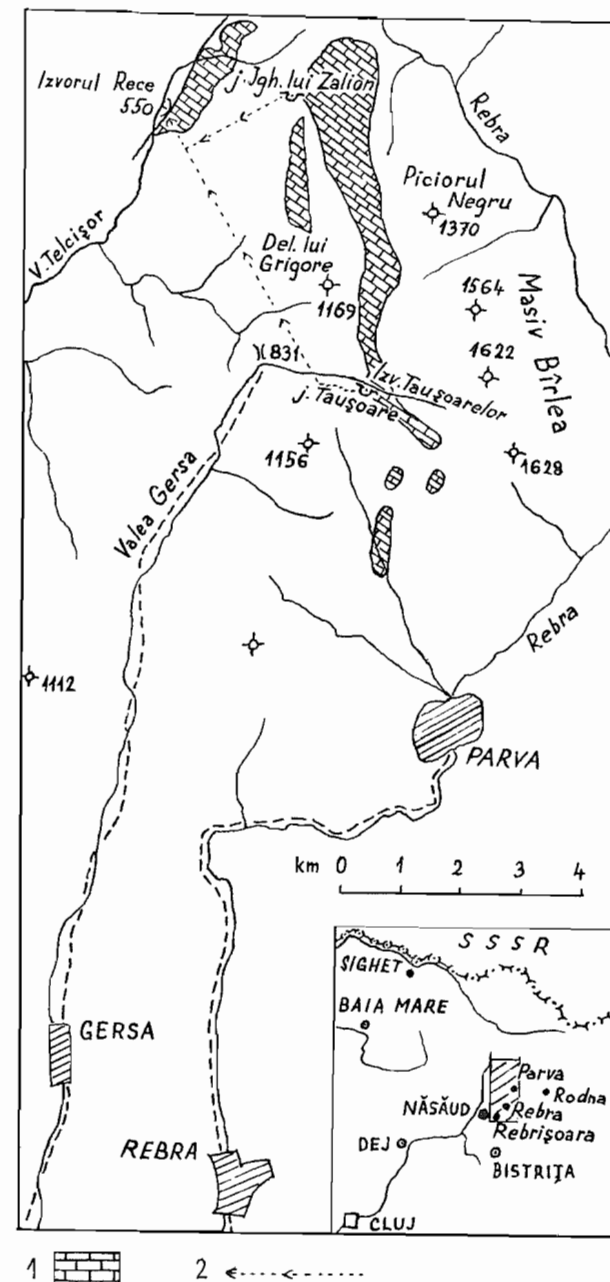 Izvorul Rece
550
j. Jgh. lui Zalion
Rebra
Piciorul
Negru
1370
V. Telcişor
Del. lui
Grigore
1169
1564
1622
Masiv Bîrlea
831
Izv. Tauşoarelor
j. Tauşoare
1156
1628
Valea Gersa
Rebra
1112
PARVA
km 0 1 2 3 4
GERSA
REBRA
S S S R
SIGHET
BAIA MARE
Parva
Rodna
NĂSĂUD
Rebra
Rebrişoara
DEJ
BISTRIŢA
CLUJ
1 2